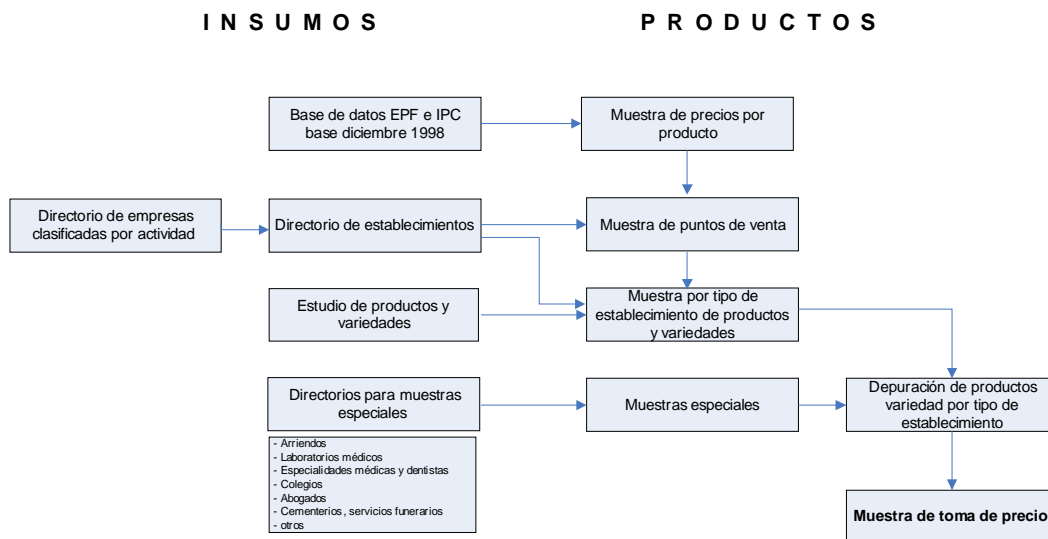 INSUMOS
PRODUCTOS
Base de datos EPF e IPC
base diciembre 1998
Muestra de precios por
producto
Directorio de empresas
clasificadas por actividad
Directorio de establecimientos
Muestra de puntos de venta
Estudio de productos y
variedades
Muestra por tipo de
establecimiento de productos
y variedades
Directorios para muestras
especiales
Muestras especiales
Depuración de productos
variedad por tipo de
establecimiento
- Arriendos
- Laboratorios médicos
- Especialidades médicas y dentistas
- Colegios
- Abogados
- Cementerios, servicios funerarios
- otros
Muestra de toma de precio